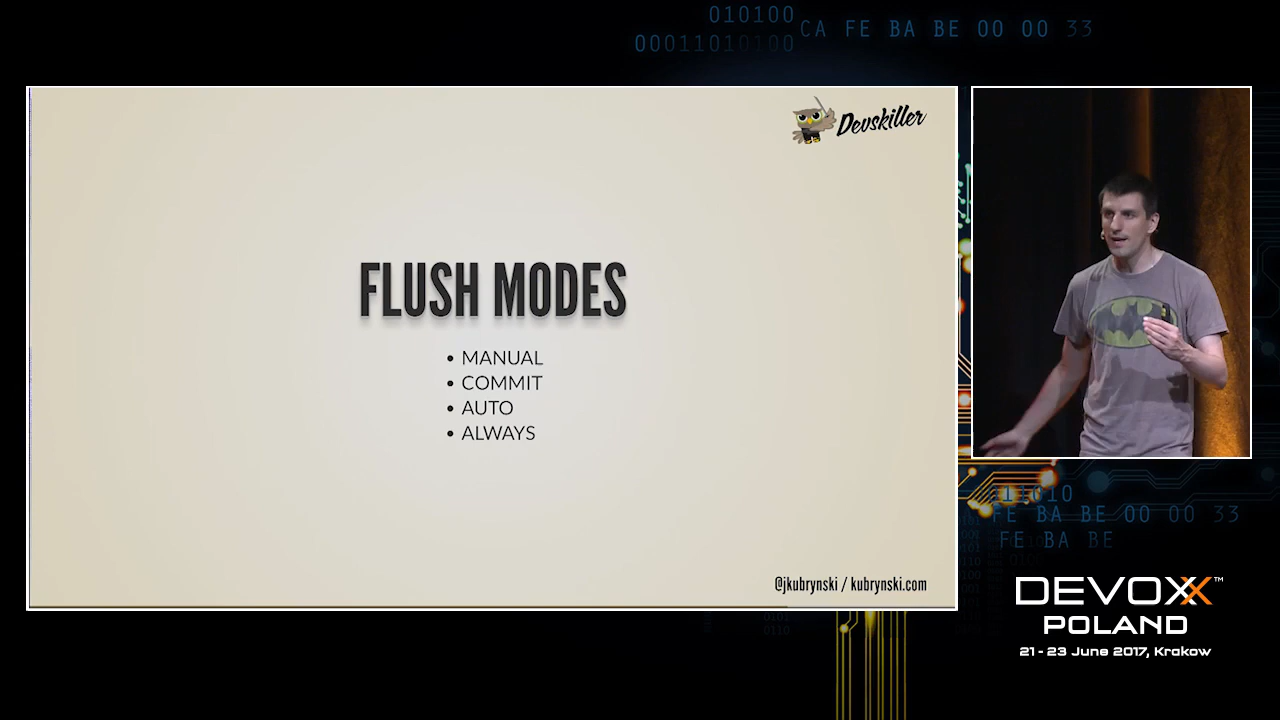 010100
00011010100
CA FE BA BE 00 00 33
Devskiller
FLUSH MODES
• MANUAL
• COMMIT
• AUTO
• ALWAYS
@jkubrynski / kubrynski.com
011010
FE BA BE 00 00 33
FE BA BE
DEVOXX™
POLAND
21 - 23 June 2017, Krakow